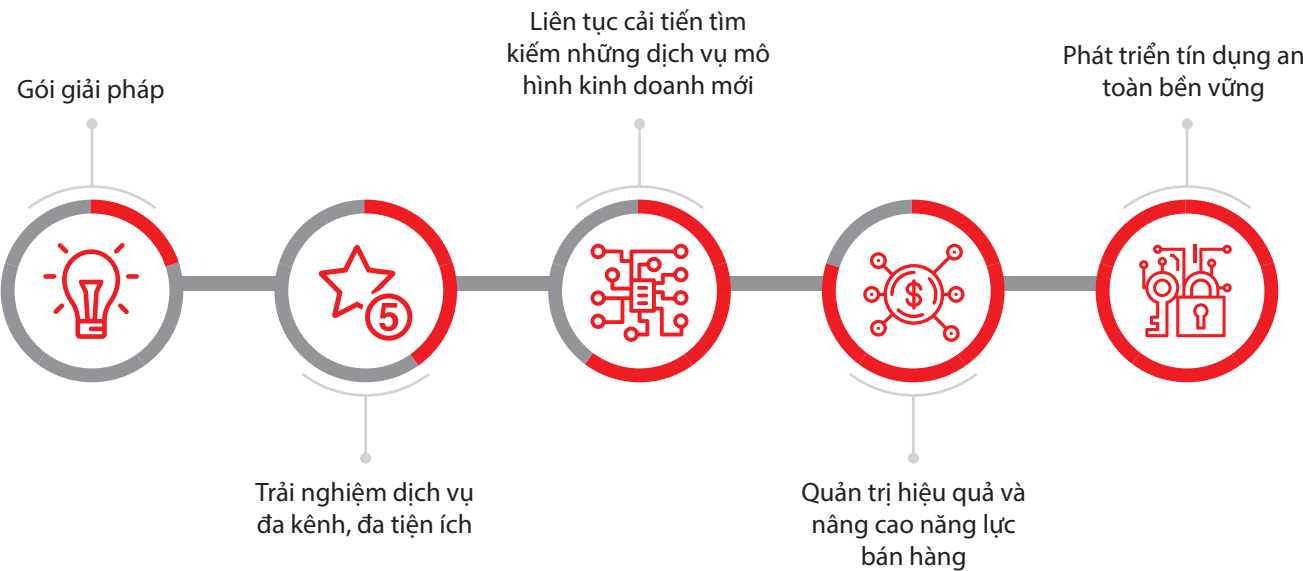 Gói giải pháp
Trải nghiệm dịch vụ
đa kênh, đa tiện ích
5
Liên tục cải tiến tìm
kiếm những dịch vụ mô
hình kinh doanh mới
$
Quản trị hiệu quả và
nâng cao năng lực
bán hàng
Phát triển tín dụng an
toàn bền vững